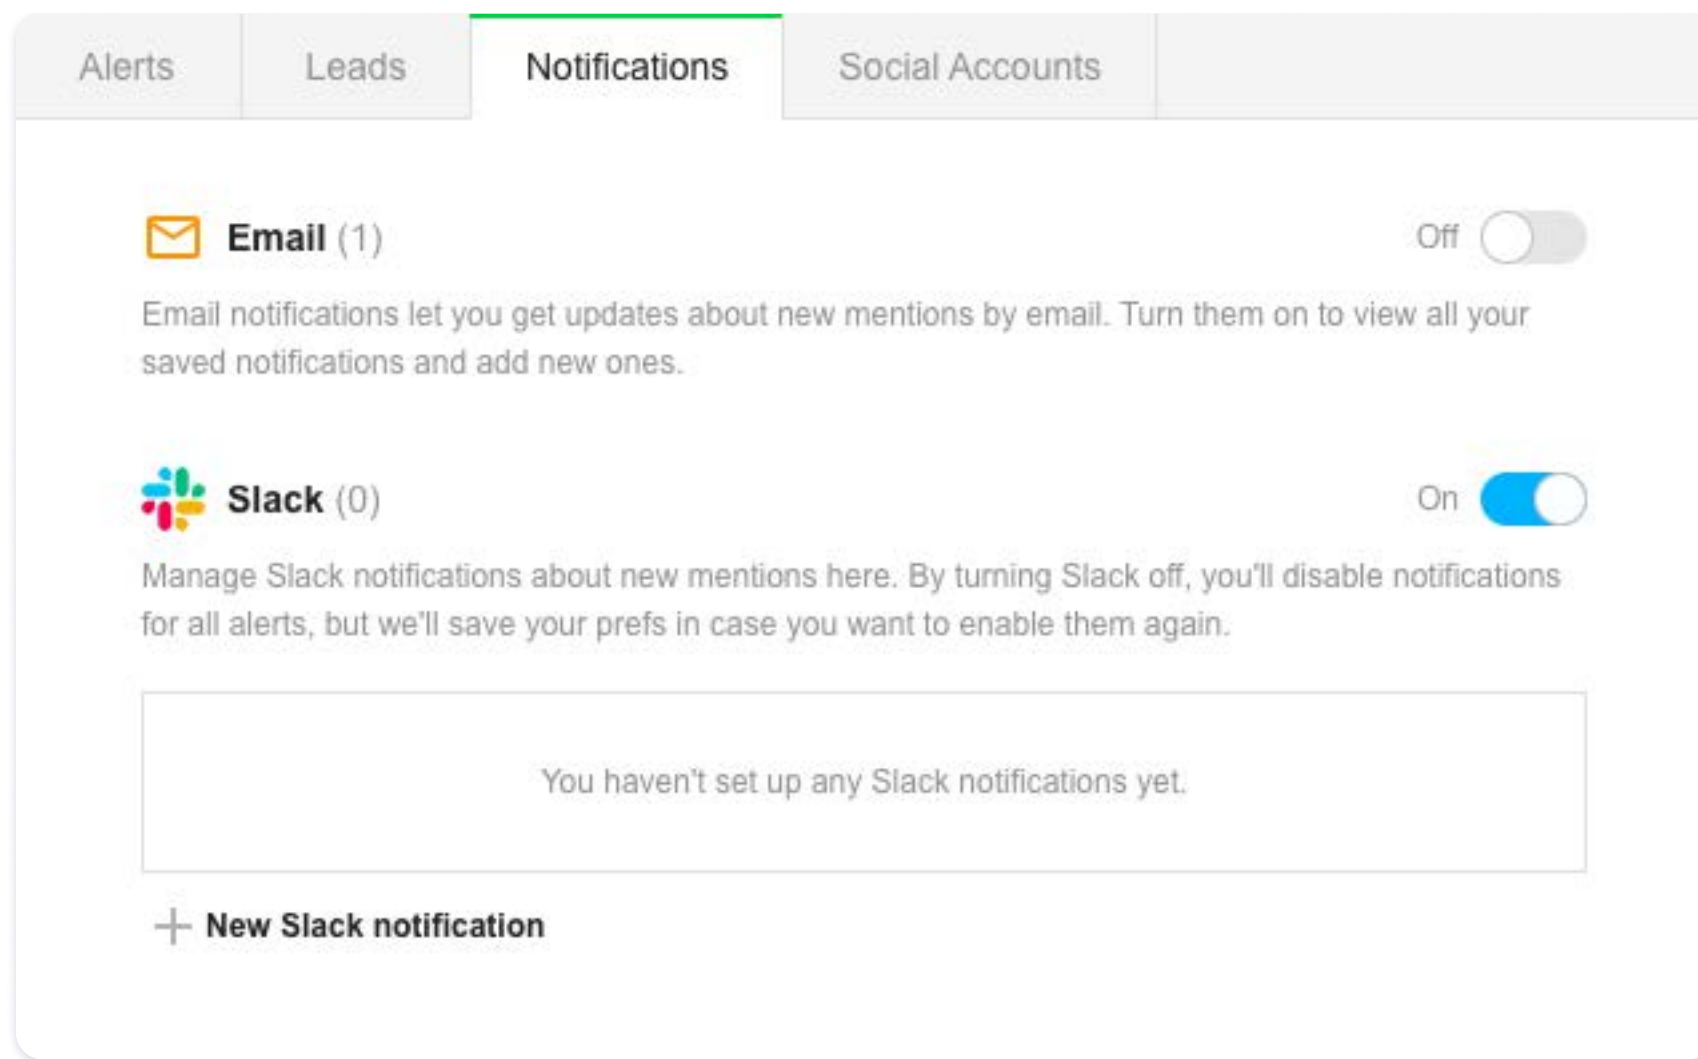 Alerts Leads Notifications Social Accounts
Email (1) Off
Email notifications let you get updates about new mentions by email. Turn them on to view all your
saved notifications and add new ones.
Slack (0) On
Manage Slack notifications about new mentions here. By turning Slack off, you'll disable notifications
for all alerts, but we'll save your prefs in case you want to enable them again.
You haven't set up any Slack notifications yet.
New Slack notification